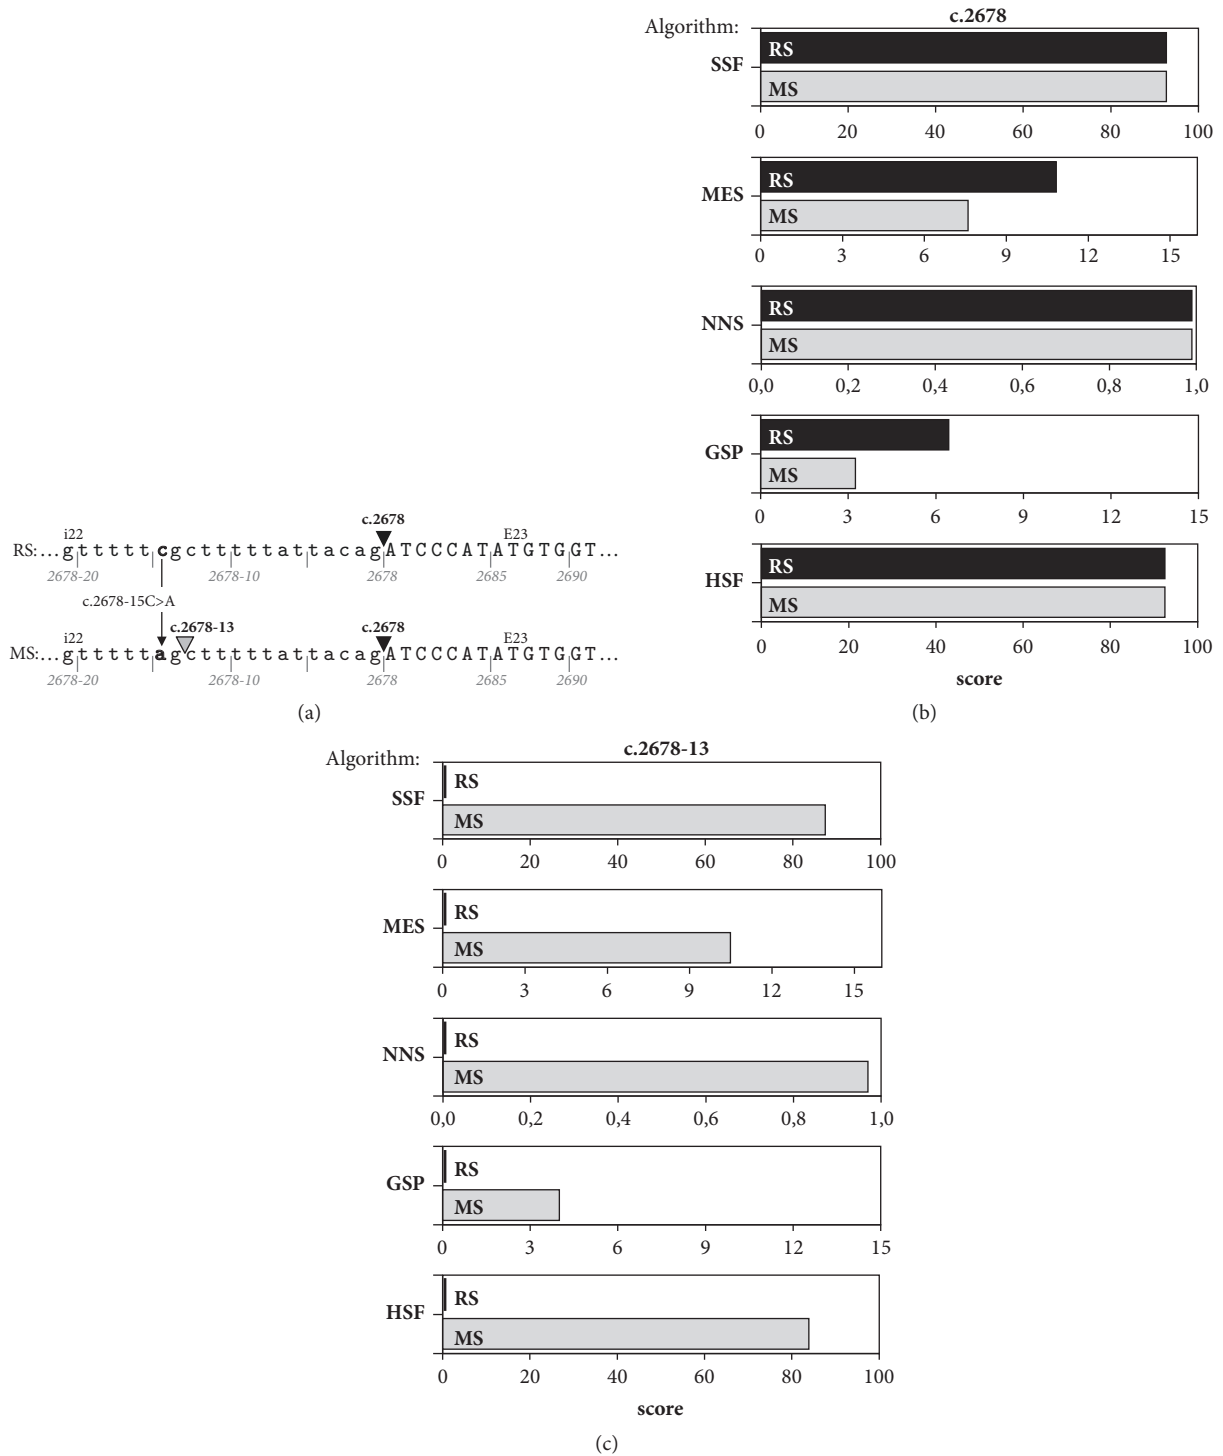 Algorithm:
c.2678
SSF
RS
MS
0 20 40 60 80 100
MES
RS
MS
0 3 6 9 12 15
NNS
RS
MS
0,0 0,2 0,4 0,6 0,8 1,0
GSP
RS
MS
0 3 6 9 12 15
HSF
RS
MS
0 20 40 60 80 100
score
(b)
c.2678
i22 E23
RS:...gtttttcgctttttattacagATCCCATATGTGGT...
2678-20 2678-10 2678 2685 2690
c.2678-15C>A
c.2678-13 c.2678
i22 E23
MS:...gtttttagctttttattacagATCCCATATGTGGT...
2678-20 2678-10 2678 2685 2690
(a)
Algorithm:
c.2678-13
SSF
RS
MS
0 20 40 60 80 100
MES
RS
MS
0 3 6 9 12 15
NNS
RS
MS
0,0 0,2 0,4 0,6 0,8 1,0
GSP
RS
MS
0 3 6 9 12 15
HSF
RS
MS
0 20 40 60 80 100
score
(c)